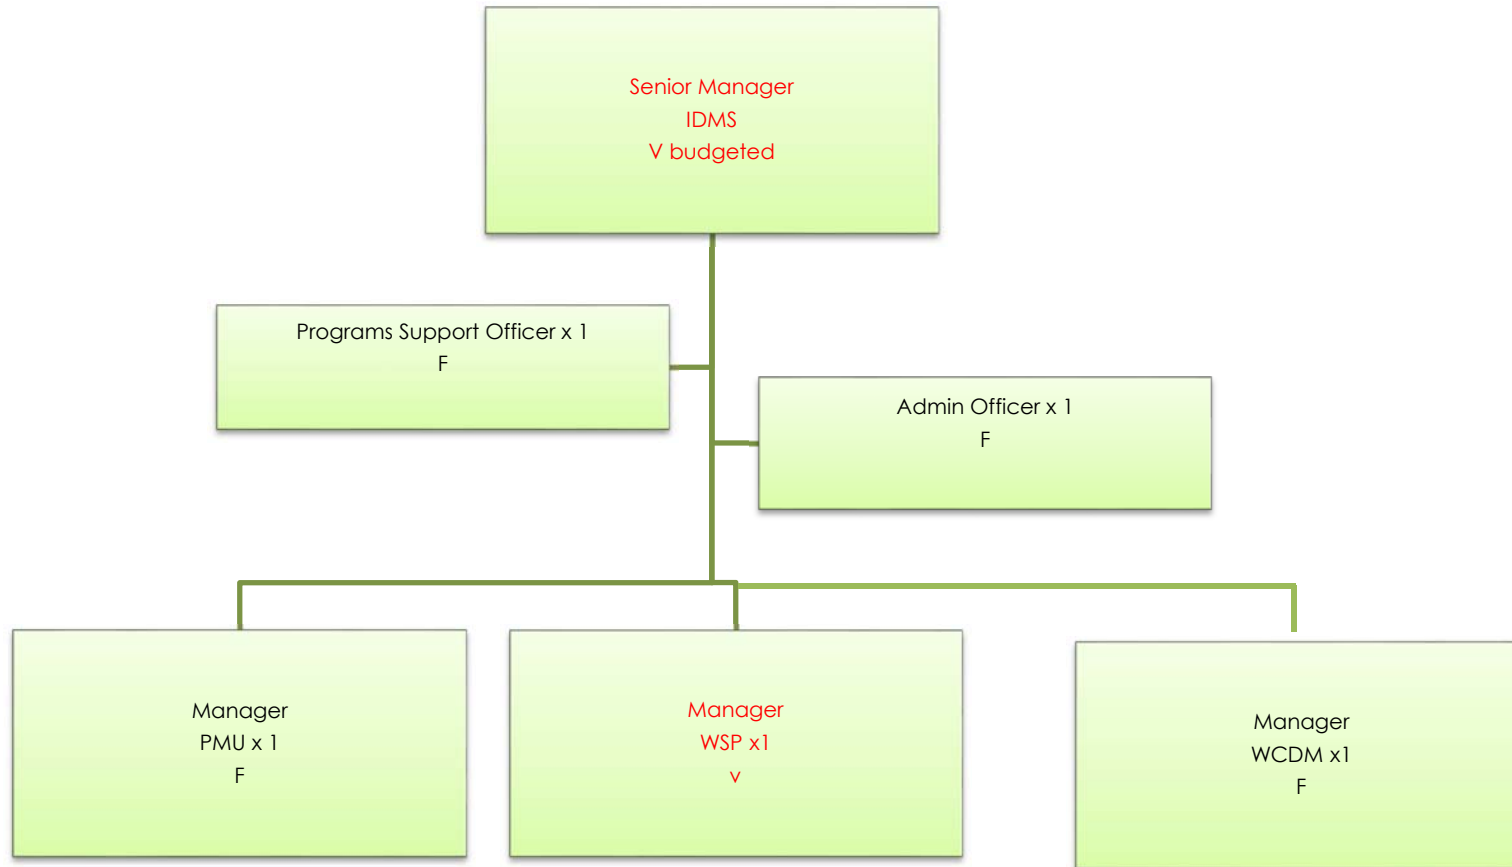 Senior Manager
IDMS
V budgeted
Programs Support Officer x 1
F
Admin Officer x 1
F
Manager
PMU x 1
F
Manager
WSP x1
v
Manager
WCDM x1
F